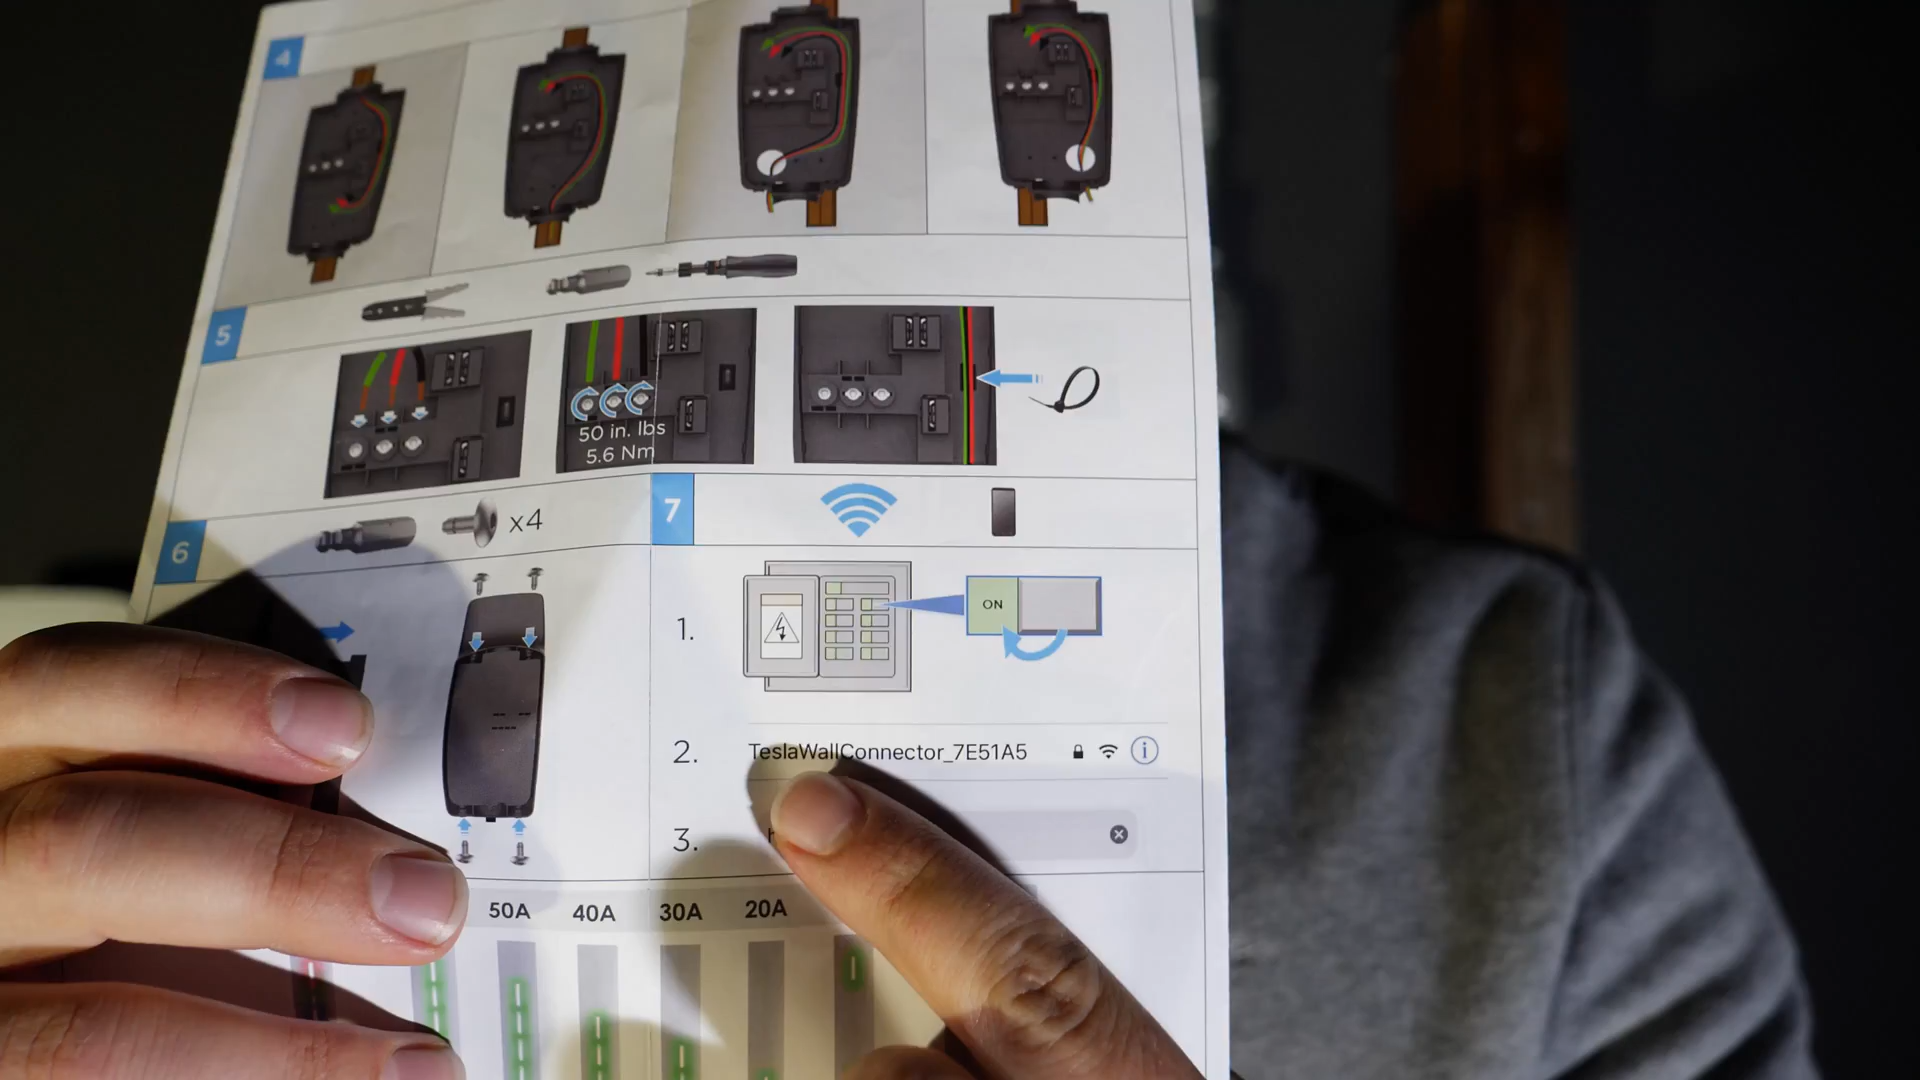 4
5
50 in. lbs
5.6 Nm
6
x4
7
1.
ON
2. TeslaWallConnector_7E51A5
3.
50A 40A 30A 20A